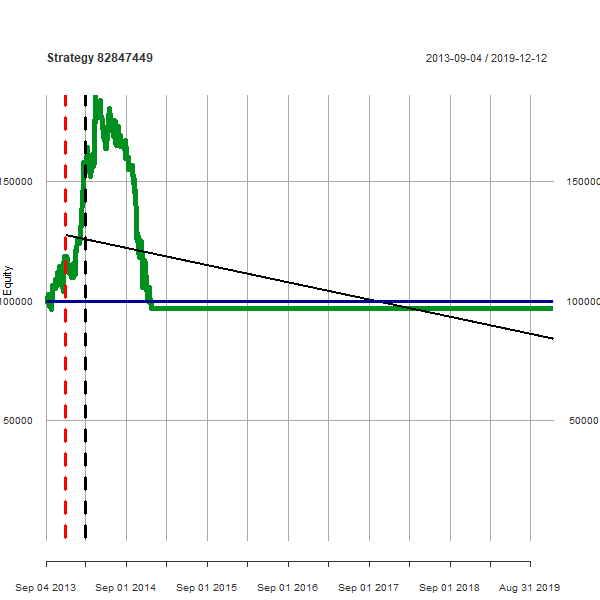 Strategy 82847449
2013-09-04 / 2019-12-12
150000
150000
Equity
100000
100000
50000
50000
Sep 04 2013
Sep 01 2014
Sep 01 2015
Sep 01 2016
Sep 01 2017
Sep 01 2018
Aug 31 2019